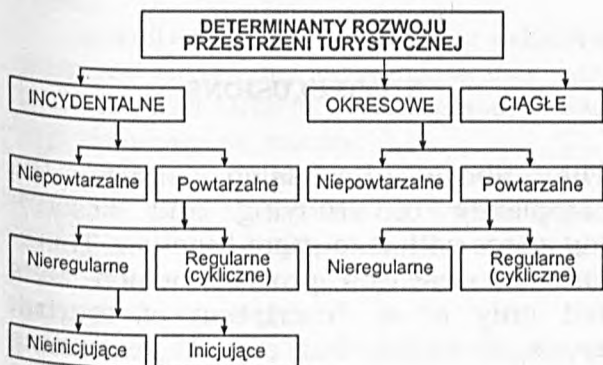 DETERMINANTY ROZWOJU
PRZESTRZENI TURYSTYCZNEJ
INCYDENTALNE
OKRESOWE
CIĄGŁE
Niepowtarzalne
Powtarzalne
Niepowtarzalne
Powtarzalne
Nieregularne
Regularne
(cykliczne)
Nieregularne
Regularne
(cykliczne)
Nieinicjujące
Inicjujące